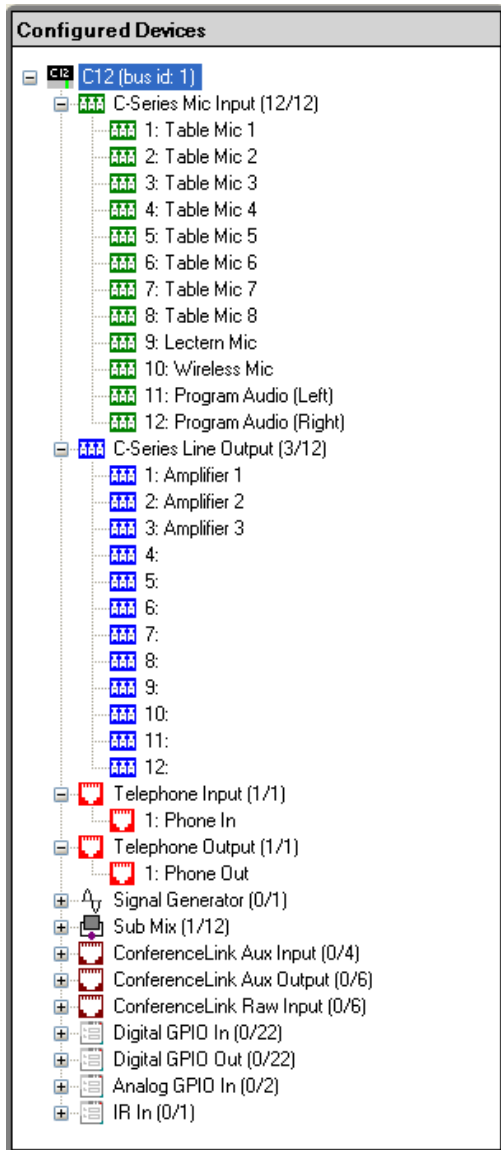 Configured Devices
C12 C12 (bus id: 1)
C-Series Mic Input (12/12)
1: Table Mic 1
2: Table Mic 2
3: Table Mic 3
4: Table Mic 4
5: Table Mic 5
6: Table Mic 6
7: Table Mic 7
8: Table Mic 8
9: Lectern Mic
10: Wireless Mic
11: Program Audio (Left)
12: Program Audio (Right)
C-Series Line Output (3/12)
1: Amplifier 1
2: Amplifier 2
3: Amplifier 3
4:
5:
6:
7:
8:
9:
10:
11:
12:
Telephone Input (1/1)
1: Phone In
Telephone Output (1/1)
1: Phone Out
Signal Generator (0/1)
Sub Mix (1/12)
ConferenceLink Aux Input (0/4)
ConferenceLink Aux Output (0/6)
ConferenceLink Raw Input (0/6)
Digital GPIO In (0/22)
Digital GPIO Out (0/22)
Analog GPIO In (0/2)
IR In (0/1)